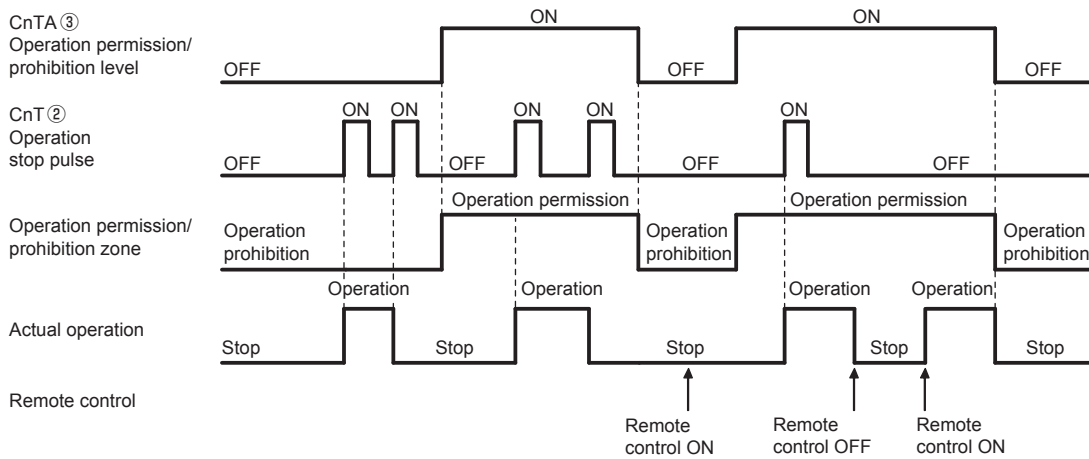 CnTA③
Operation permission/
prohibition level
OFF
ON
OFF
ON
OFF
CnT②
Operation
stop pulse
OFF
ON
ON
OFF
ON
ON
OFF
ON
OFF
Operation permission/
prohibition zone
Operation
prohibition
Operation permission
Operation
prohibition
Operation permission
Operation
prohibition
Actual operation
Stop
Operation
Stop
Operation
Stop
Operation
Stop
Operation
Stop
Remote control
Remote
control ON
Remote
control OFF
Remote
control ON